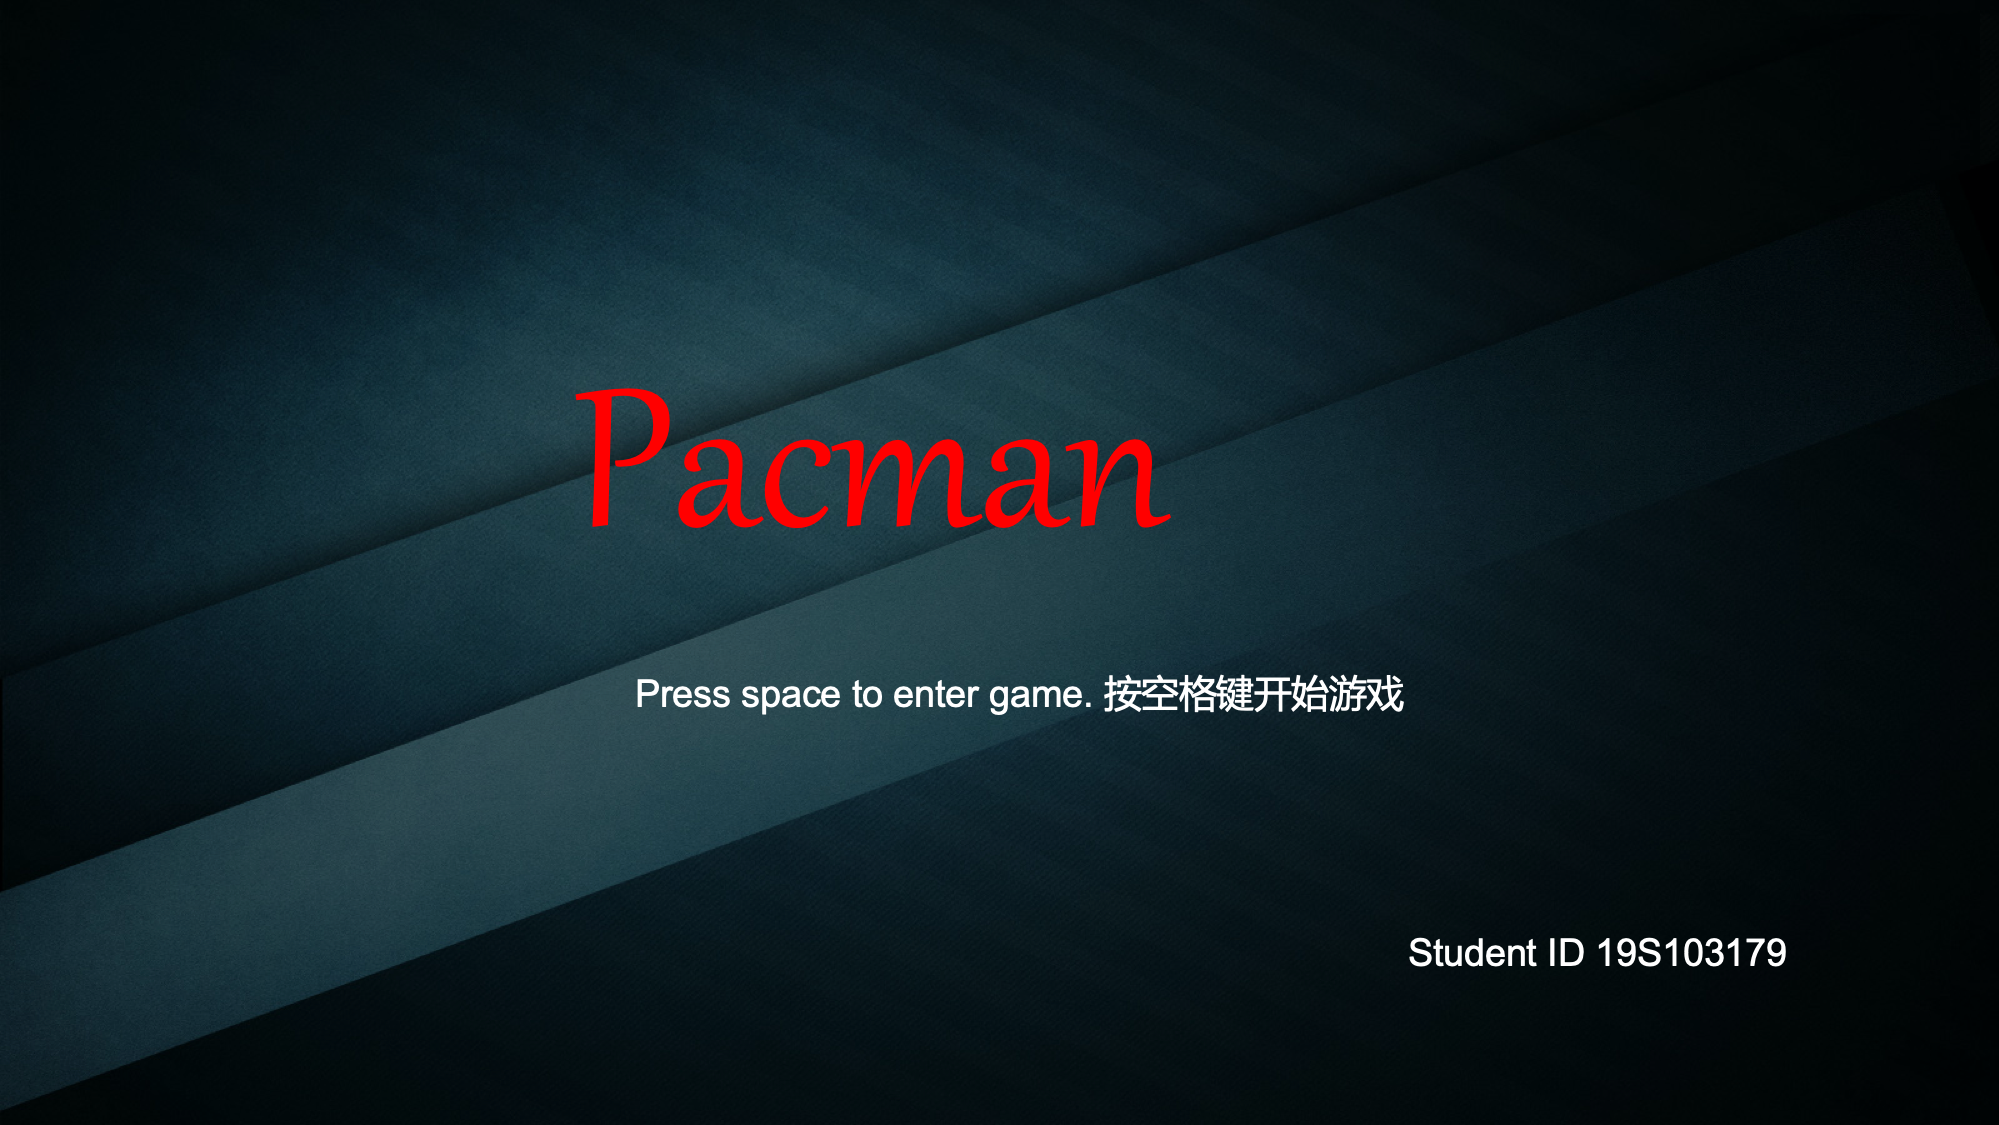 Pacman
Press space to enter game. 按空格键开始游戏
Student ID 19S103179